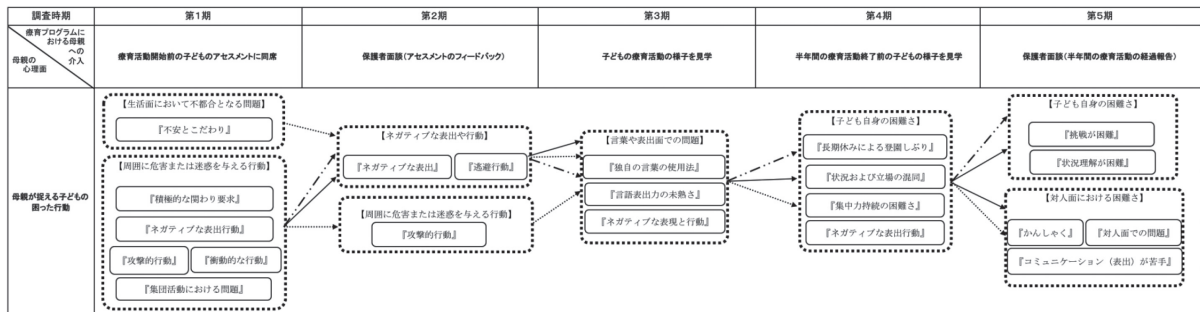 調査時期
第1期
第2期
第3期
第4期
第5期
療育プログラムに
おける母親
への
介入
母親の
心理面
療育活動開始前の子どものアセスメントに同席
保護者面談(アセスメントのフィードバック)
子どもの療育活動の様子を見学
半年間の療育活動終了前の子どもの様子を見学
保護者面談(半年間の療育活動の経過報告)
母親が捉える子どもの
困った行動
【生活面において不都合となる問題】
『不安とこだわり』
【周囲に危害または迷惑を与える行動】
『積極的な関わり要求』
『ネガティブな表出行動』
『攻撃的行動』
『衝動的な行動』
『集団活動における問題』
【ネガティブな表出や行動】
『ネガティブな表出』
『逃避行動』
【周囲に危害または迷惑を与える行動】
『攻撃的行動』
【言葉や表出面での問題】
『独自の言葉の使用法』
『言語表出力の未熟さ』
『ネガティブな表現と行動』
【子ども自身の困難さ】
『長期休みによる登園しぶり』
『状況および立場の混同』
『集中力持続の困難さ』
『ネガティブな表出行動』
【子ども自身の困難さ】
『挑戦が困難』
『状況理解が困難』
【対人面における困難さ】
『かんしゃく』
『対人面での問題』
『コミュニケーション（表出）が苦手』